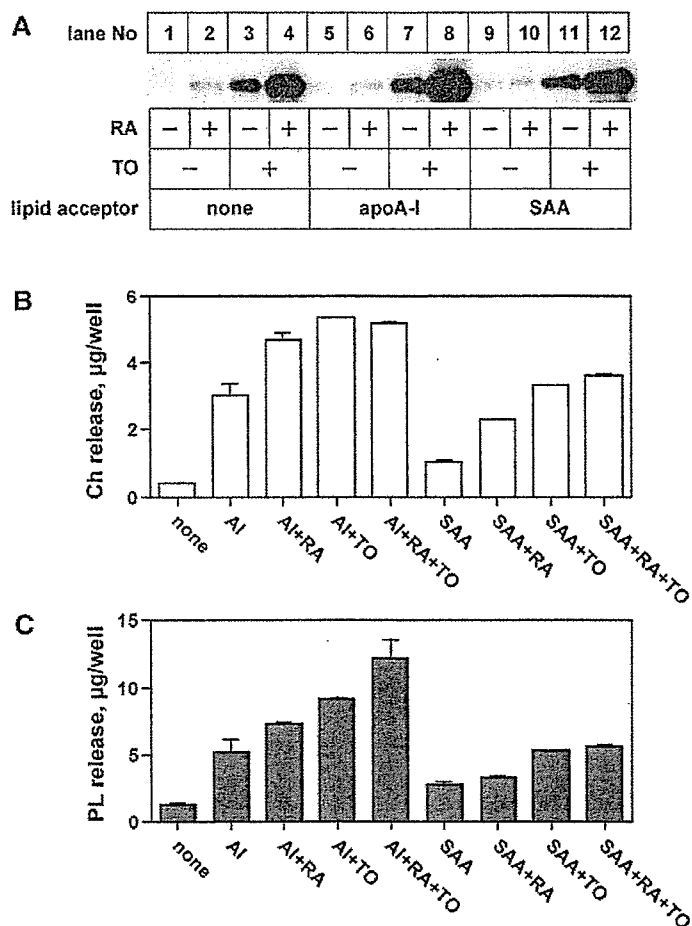 A
lane No 1 2 3 4 5 6 7 8 9 10 11 12
RA − + − + − + − + − + − +
TO − + − + − +
lipid acceptor none apoA-I SAA
B
Ch release, µg/well
6
4
2
0
none AI AI+RA AI+TO AI+RA+TO SAA SAA+RA SAA+TO SAA+RA+TO
C
PL release, µg/well
15
10
5
0
none AI AI+RA AI+TO AI+RA+TO SAA SAA+RA SAA+TO SAA+RA+TO